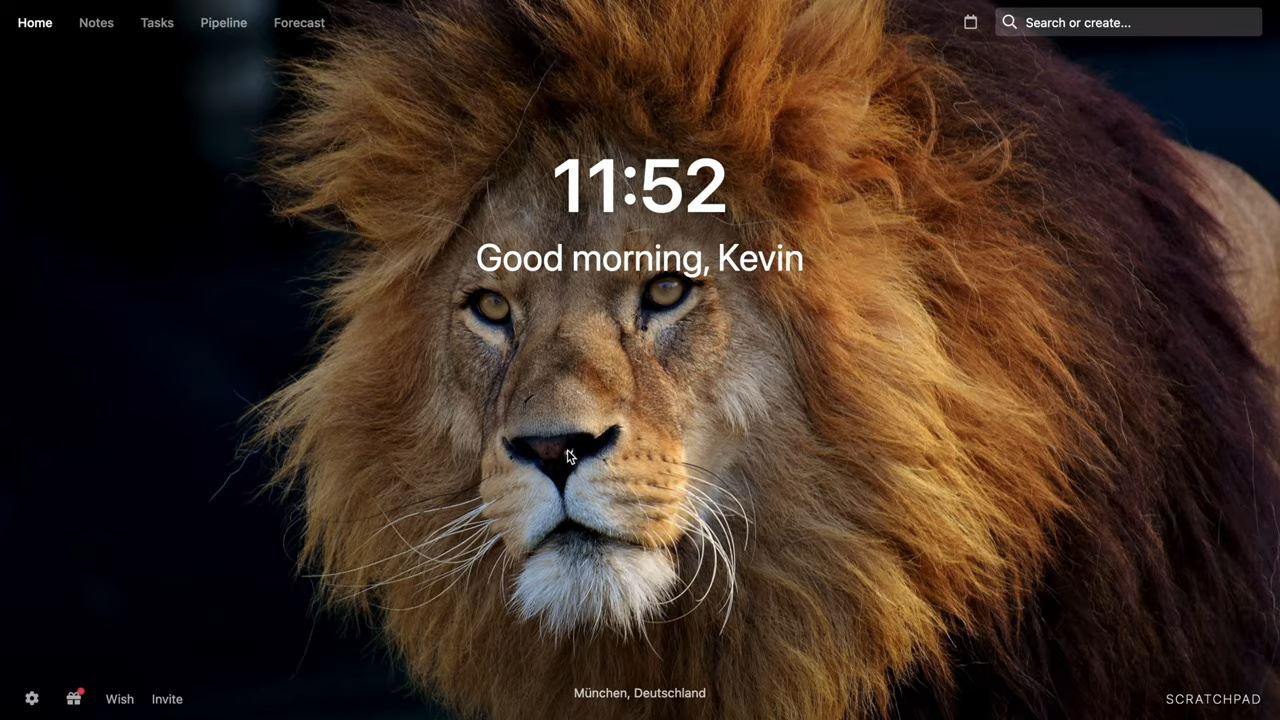 Home Notes Tasks Pipeline Forecast Search or create...
11:52
Good morning, Kevin
Wish Invite München, Deutschland SCRATCHPAD